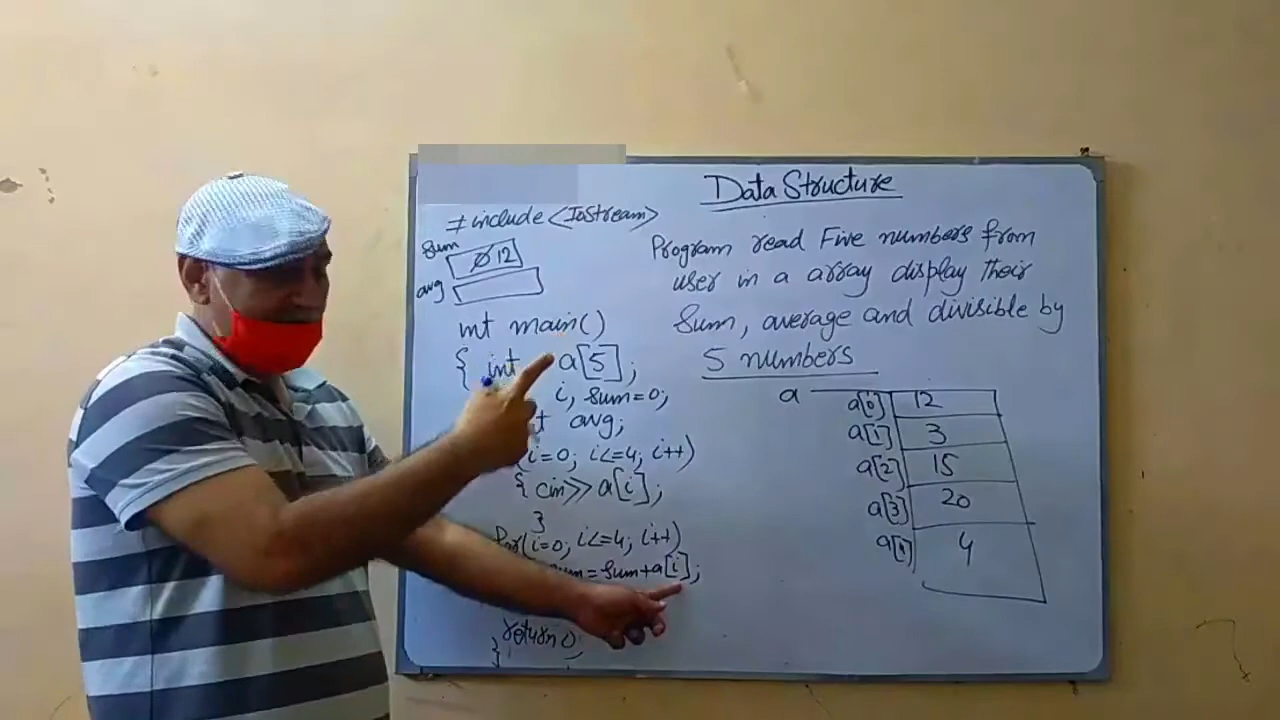 Data Structure
#include <Iostream>
sum 0 12
avg
int main()
{ int a[5];
i, sum=0;
t avg;
(i=0; i<=4; i++)
{ cin>> a[i];
}
for(i=0; i<=4; i++)
sum=sum+a[i];
return 0;
}
Program read Five numbers from
user in a array display their
Sum, average and divisible by
5 numbers
a
a[0] 12
a[1] 3
a[2] 15
a[3] 20
a[4] 4